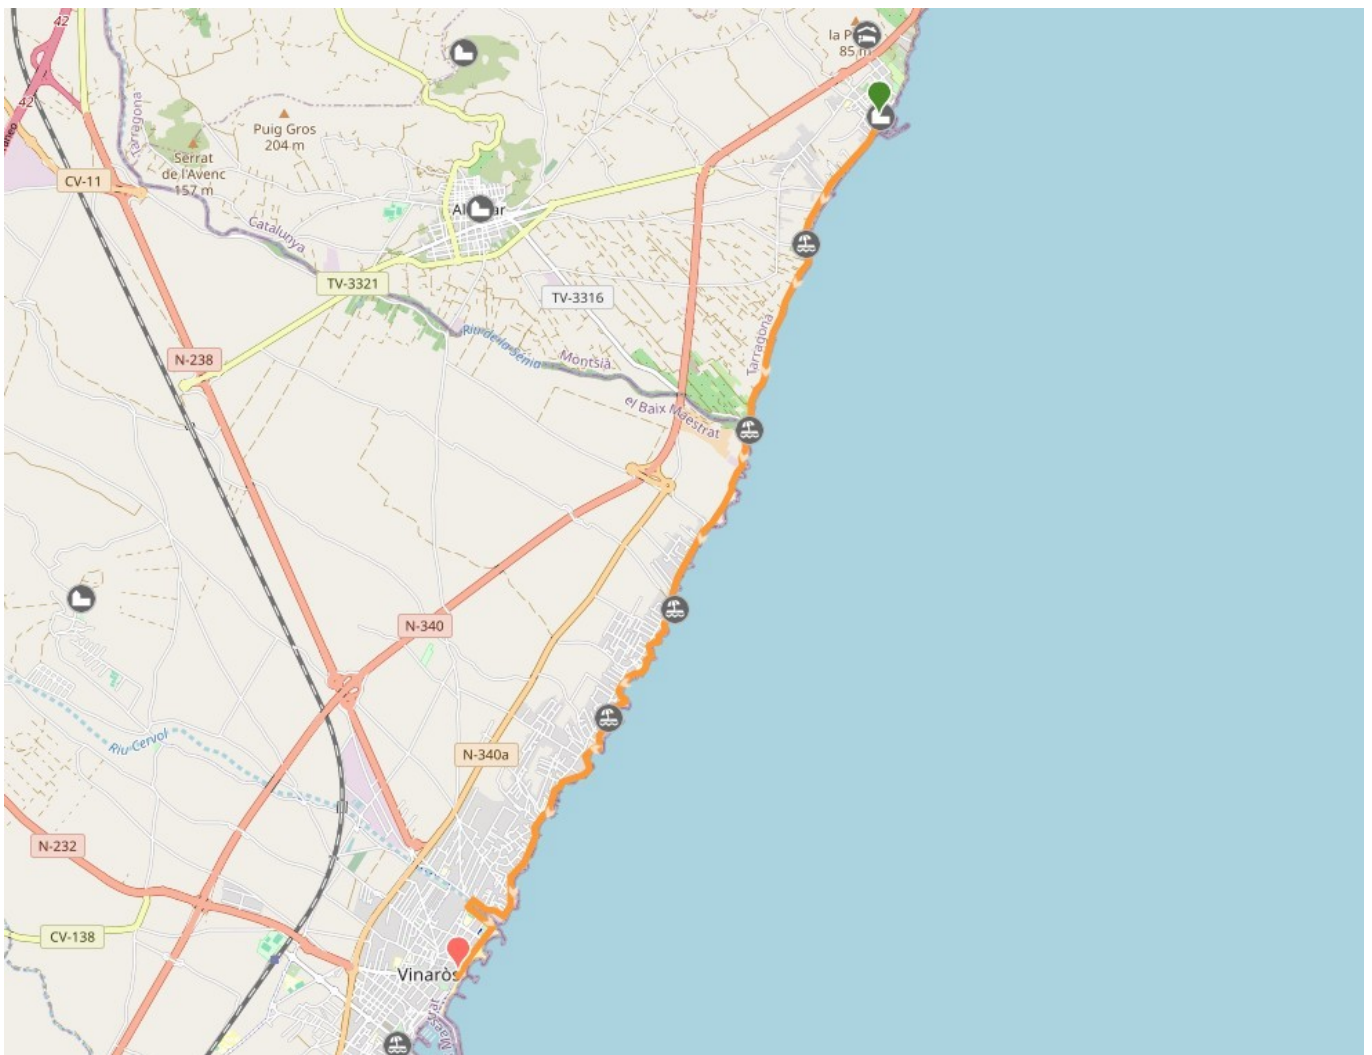 42
la P
85 m
Puig Gros
204 m
Tarragona
42
Serrat
de l'Avenc
157 m
CV-11
Catalunya
TV-3321
TV-3316
Riu de la Sénia
Montsià
Tarragona
N-238
el Baix Maestrat
N-340
Riu Cervol
N-340a
N-232
CV-138
Vinaròs